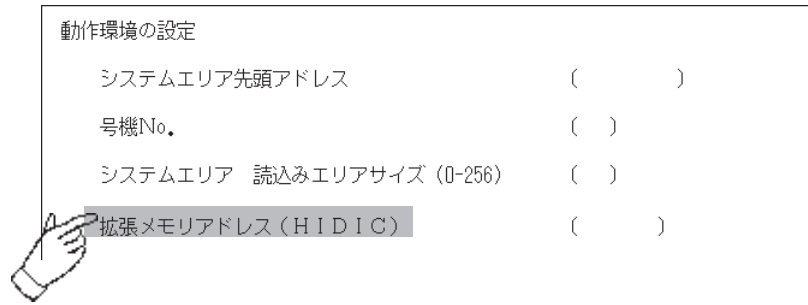 動作環境の設定
システムエリア先頭アドレス （　　　　　）
号機No. （　）
システムエリア　読込みエリアサイズ（0-256） （　）
拡張メモリアドレス（ＨＩＤＩＣ） （　　　　）